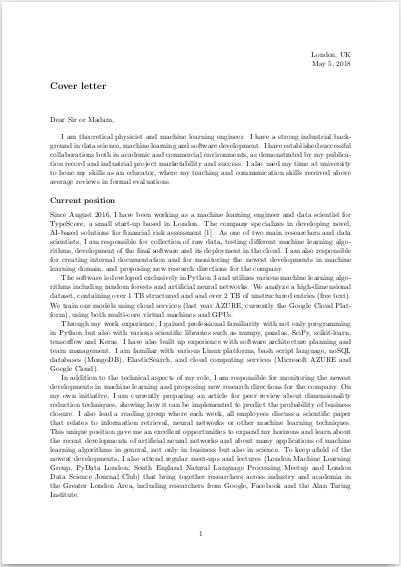 London, UK
May 5, 2018
Cover letter
Dear Sir or Madam,
I am theoretical physicist and machine learning engineer. I have a strong industrial back-
ground in data science, machine learning and software development. I have established successful
collaborations both in academic and commercial environments, as demonstrated by my publica-
tion record and industrial project marketability and success. I also used my time at university
to hone my skills as an educator, where my teaching and communication skills received above
average reviews in formal evaluations.
Current position
Since August 2016, I have been working as a machine learning engineer and data scientist for
TypeScore, a small start-up based in London. The company specializes in developing novel,
AI-based solutions for financial risk assessment [1]. As one of two main researchers and data
scientists, I am responsible for collection of raw data, testing different machine learning algo-
rithms, development of the final software and its deployment in the cloud. I am also responsible
for creating internal documentation and for monitoring the newest developments in machine
learning domain, and proposing new research directions for the company.
The software is developed exclusively in Python 3 and utilizes various machine learning algo-
rithms including random forests and artificial neural networks. We analyze a high-dimensional
dataset, containing over 1 TB structured and and over 2 TB of unstructured entries (free text).
We train our models using cloud services (last year AZURE, currently the Google Cloud Plat-
form), using both multi-core virtual machines and GPUs.
Through my work experience, I gained professional familiarity with not only programming
in Python but also with various scientific libraries such as numpy, pandas, SciPy, scikit-learn,
tensorflow and Keras. I have also built up experience with software architecture planning and
team management. I am familiar with various Linux platforms, bash script language, noSQL
database (MongoDB), ElasticSearch, and cloud computing services (Microsoft AZURE and
Google Cloud).
In addition to the technical aspects of my role, I am responsible for monitoring the newest
developments in machine learning and proposing new research directions for the company. On
my own initiative, I am currently preparing an article for peer review about dimensionality
reduction techniques, showing how it can be implemented to predict the probability of business
closure. I also lead a reading group where each week, all employees discuss a scientific paper
that relates to information retrieval, neural networks or other machine learning techniques.
This unique position gave me an excellent opportunities to expand my horizons and learn about
the recent developments of artificial neural networks and about many applications of machine
learning algorithms in general, not only in business but also in science. To keep afield of the
newest developments, I also attend regular meet-ups and lectures (London Machine Learning
Group, PyData London, South England Natural Language Processing Meetup and London
Data Science Journal Club) that bring together researchers across industry and academia in
the Greater London Area, including researchers from Google, Facebook and the Alan Turing
Institute.
1